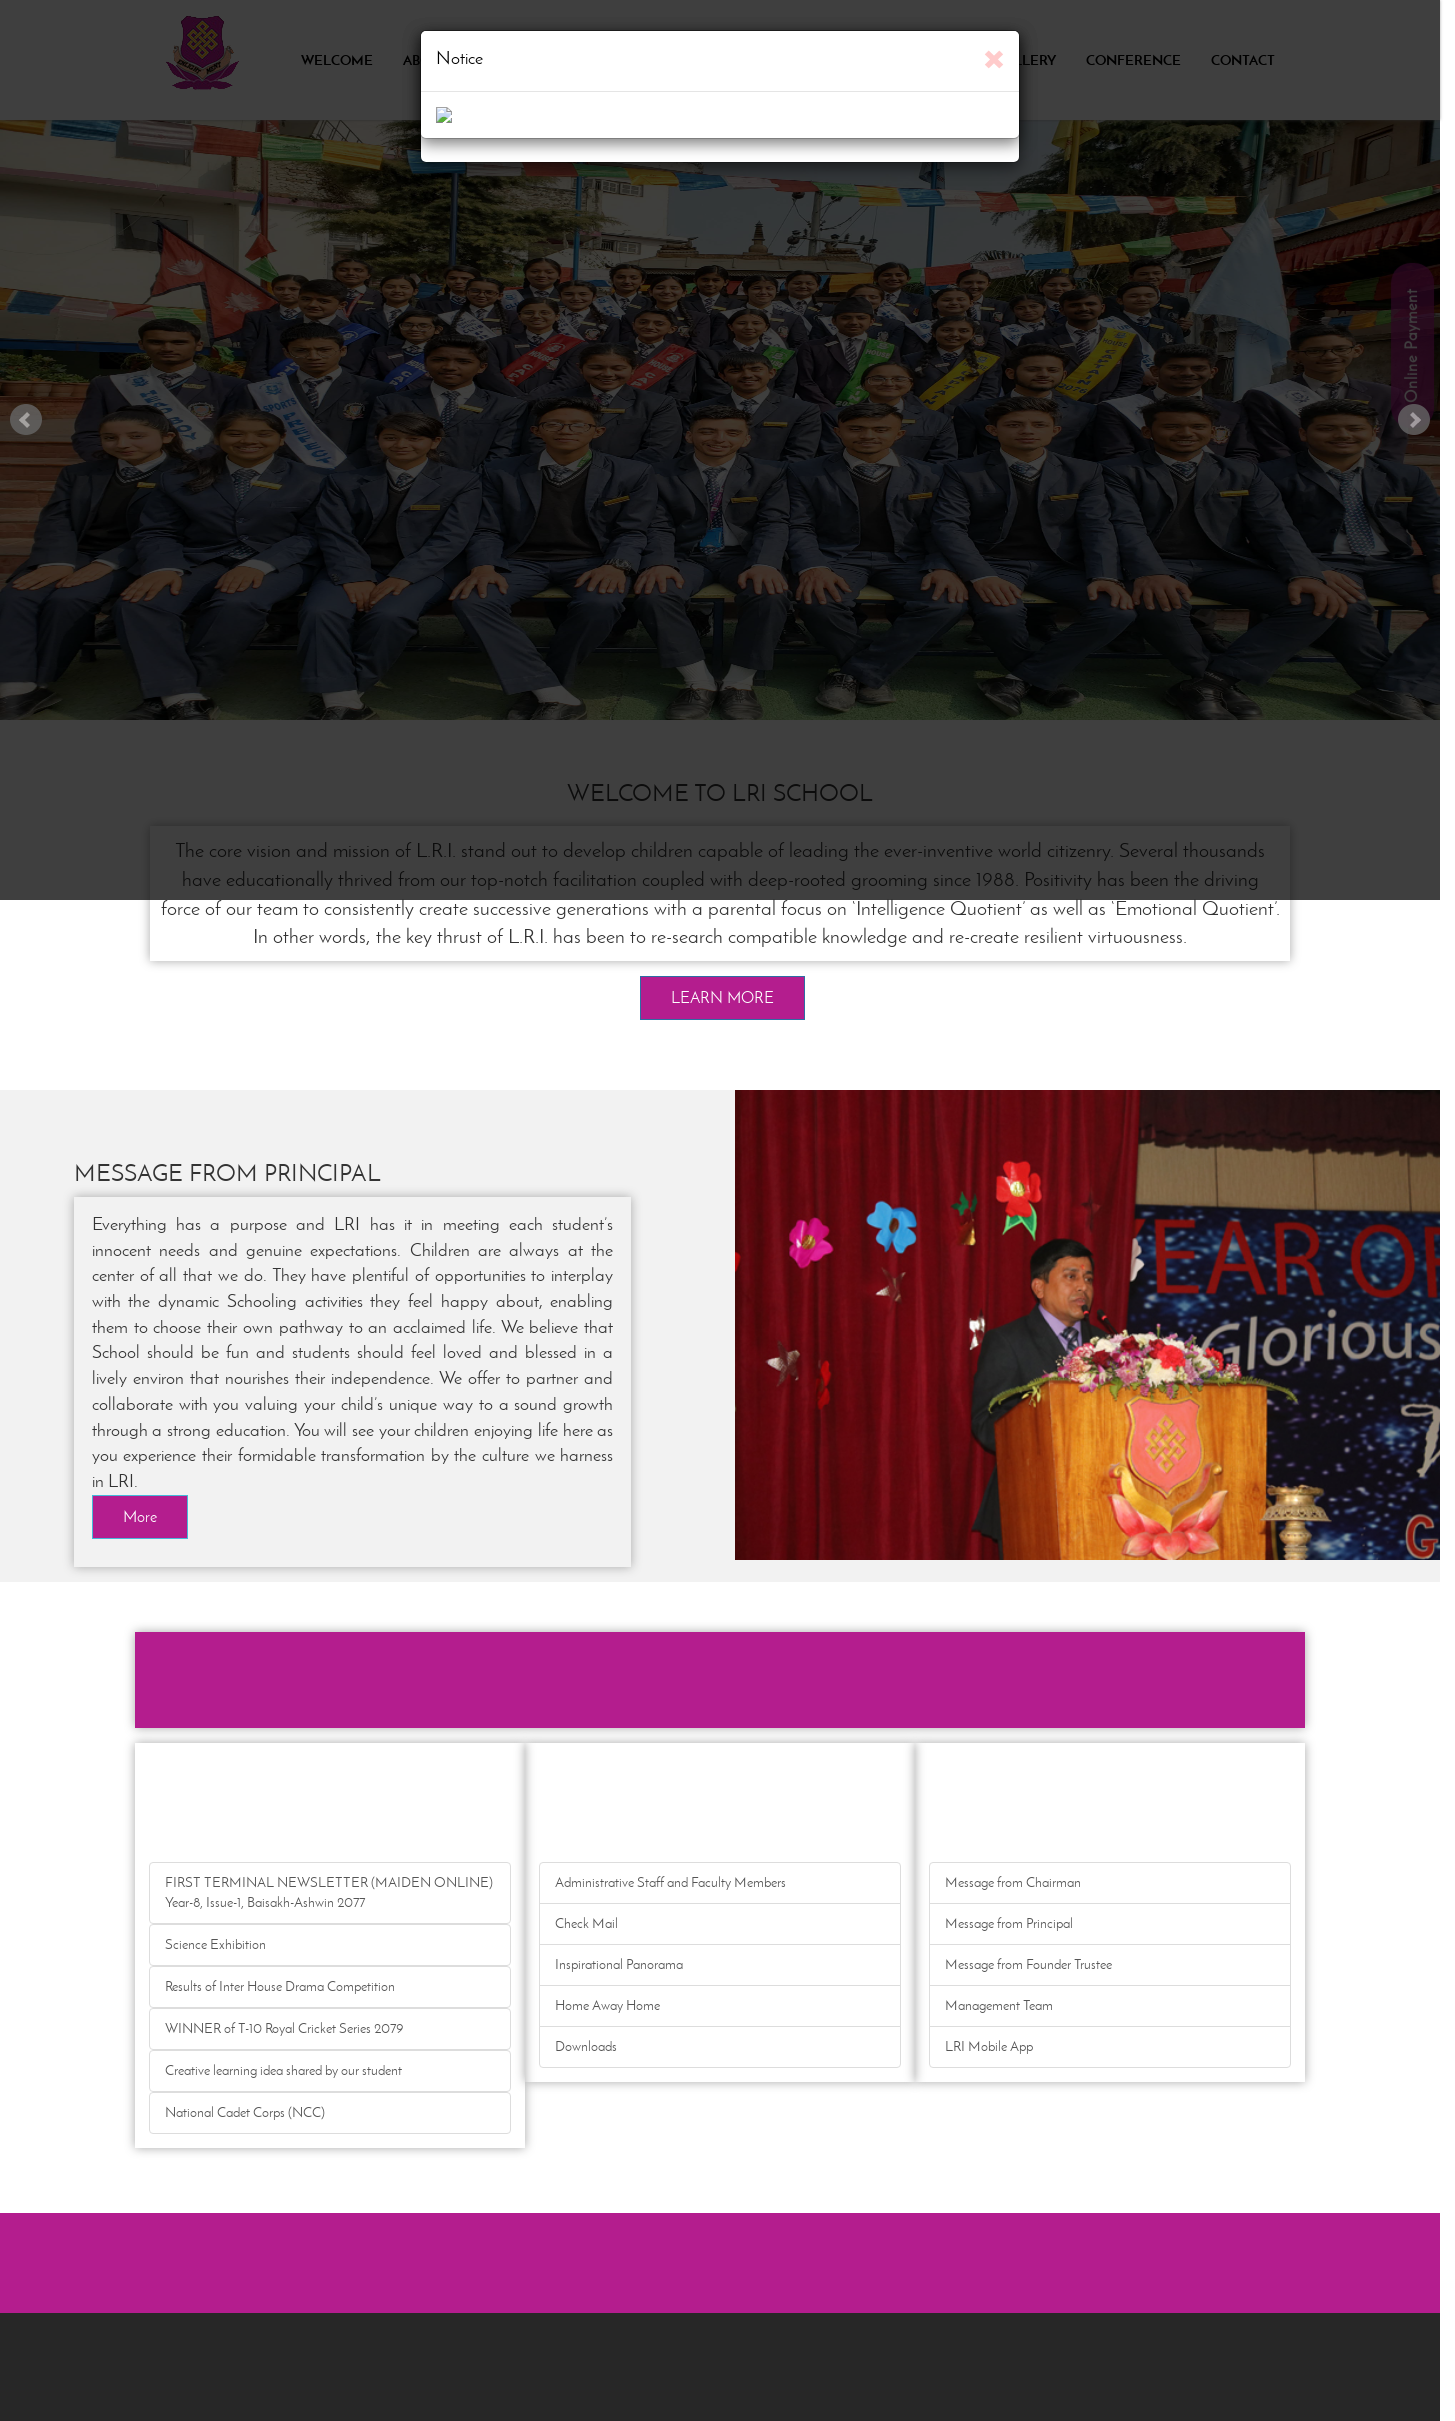 Notice
WELCOME
CONFERENCE
CONTACT
Online Payment
WELCOME TO LRI SCHOOL
The core vision and mission of L.R.I. stand out to develop children capable of leading the ever-inventive world citizenry. Several thousands
have educationally thrived from our top-notch facilitation coupled with deep-rooted grooming since 1988. Positivity has been the driving
force of our team to consistently create successive generations with a parental focus on ‘Intelligence Quotient’ as well as ‘Emotional Quotient’.
In other words, the key thrust of L.R.I. has been to re-search compatible knowledge and re-create resilient virtuousness.
LEARN MORE
MESSAGE FROM PRINCIPAL
Everything has a purpose and LRI has it in meeting each student’s
innocent needs and genuine expectations. Children are always at the
center of all that we do. They have plentiful of opportunities to interplay
with the dynamic Schooling activities they feel happy about, enabling
them to choose their own pathway to an acclaimed life. We believe that
School should be fun and students should feel loved and blessed in a
lively environ that nourishes their independence. We offer to partner and
collaborate with you valuing your child’s unique way to a sound growth
through a strong education. You will see your children enjoying life here as
you experience their formidable transformation by the culture we harness
in LRI.
More
YEAR OF
Glorious
G
FIRST TERMINAL NEWSLETTER (MAIDEN ONLINE)
Year-8, Issue-1, Baisakh-Ashwin 2077
Science Exhibition
Results of Inter House Drama Competition
WINNER of T-10 Royal Cricket Series 2079
Creative learning idea shared by our student
National Cadet Corps (NCC)
Administrative Staff and Faculty Members
Check Mail
Inspirational Panorama
Home Away Home
Downloads
Message from Chairman
Message from Principal
Message from Founder Trustee
Management Team
LRI Mobile App